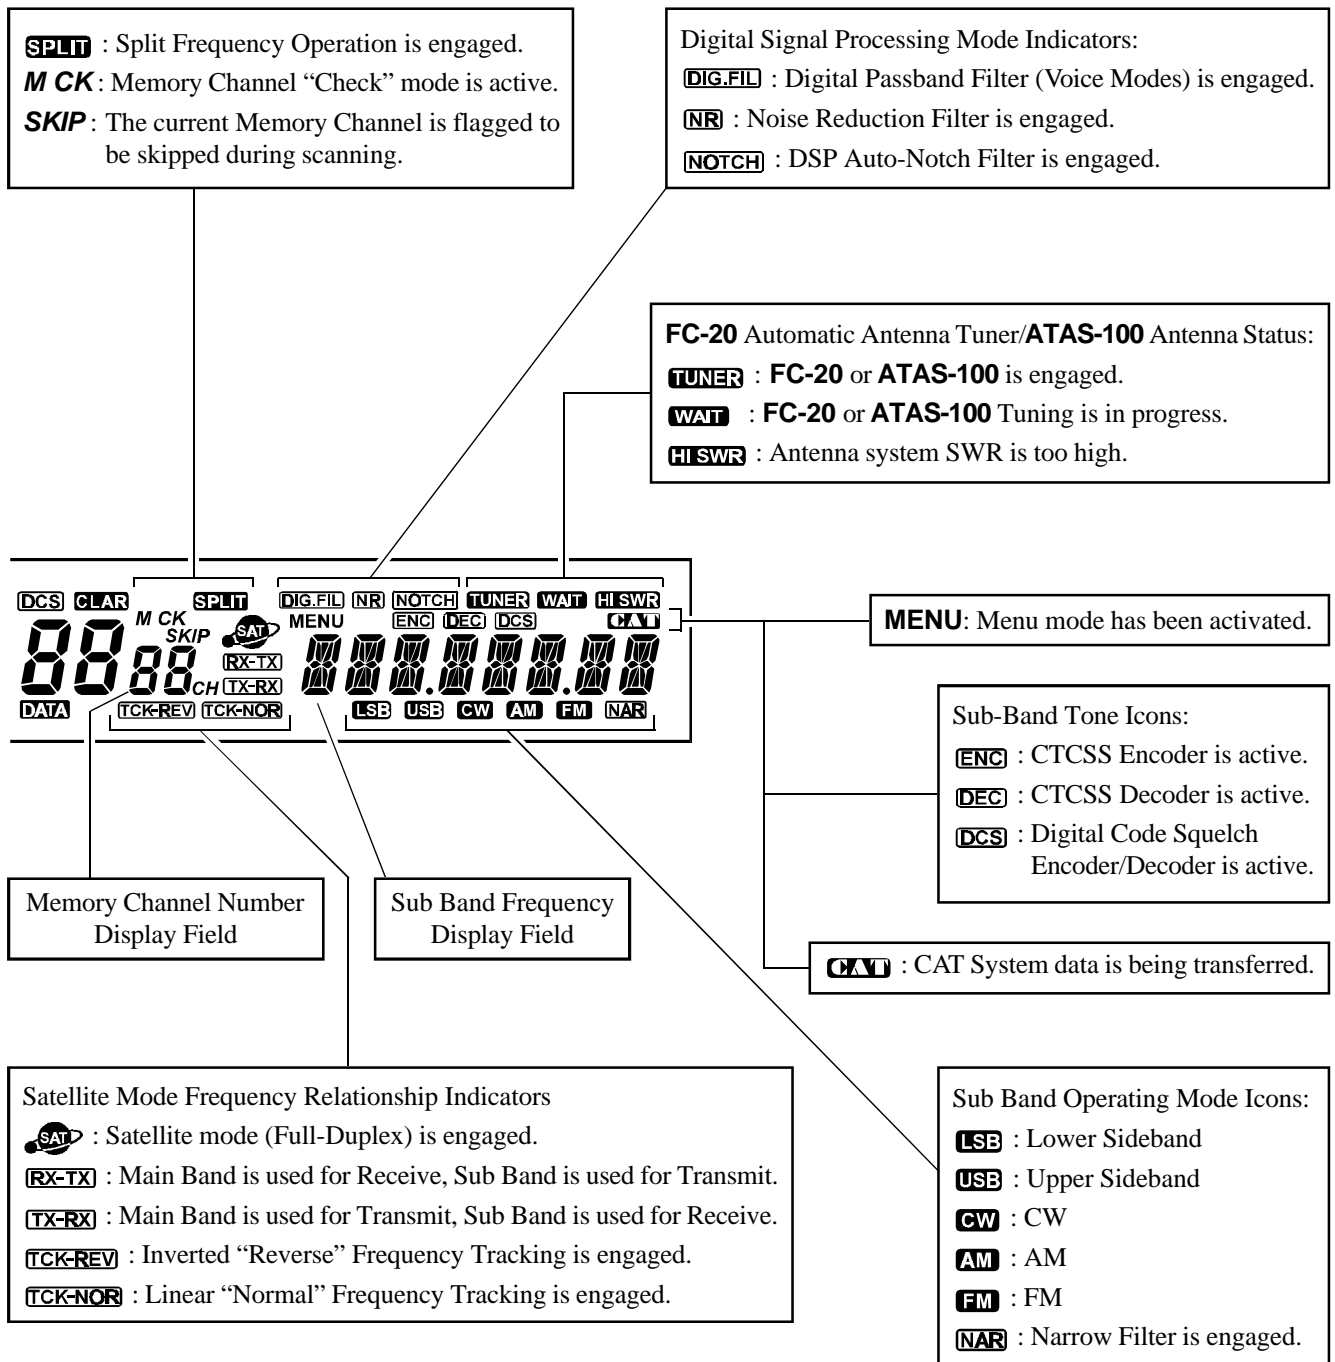 SPLIT : Split Frequency Operation is engaged.
M CK : Memory Channel “Check” mode is active.
SKIP : The current Memory Channel is flagged to
be skipped during scanning.
Digital Signal Processing Mode Indicators:
DIG.FIL : Digital Passband Filter (Voice Modes) is engaged.
NR : Noise Reduction Filter is engaged.
NOTCH : DSP Auto-Notch Filter is engaged.
FC-20 Automatic Antenna Tuner/ATAS-100 Antenna Status:
TUNER : FC-20 or ATAS-100 is engaged.
WAIT : FC-20 or ATAS-100 Tuning is in progress.
HI SWR : Antenna system SWR is too high.
DCS CLAR SPLIT DIG.FIL NR NOTCH TUNER WAIT HI SWR
M CK MENU ENC DEC DCS CAT
SKIP SAT
88 88 CH RX-TX
TX-RX
DATA TCK-REV TCK-NOR LSB USB CW AM FM NAR
MENU: Menu mode has been activated.
Sub-Band Tone Icons:
ENC : CTCSS Encoder is active.
DEC : CTCSS Decoder is active.
DCS : Digital Code Squelch
Encoder/Decoder is active.
Memory Channel Number
Display Field
Sub Band Frequency
Display Field
CAT : CAT System data is being transferred.
Satellite Mode Frequency Relationship Indicators
SAT : Satellite mode (Full-Duplex) is engaged.
RX-TX : Main Band is used for Receive, Sub Band is used for Transmit.
TX-RX : Main Band is used for Transmit, Sub Band is used for Receive.
TCK-REV : Inverted “Reverse” Frequency Tracking is engaged.
TCK-NOR : Linear “Normal” Frequency Tracking is engaged.
Sub Band Operating Mode Icons:
LSB : Lower Sideband
USB : Upper Sideband
CW : CW
AM : AM
FM : FM
NAR : Narrow Filter is engaged.